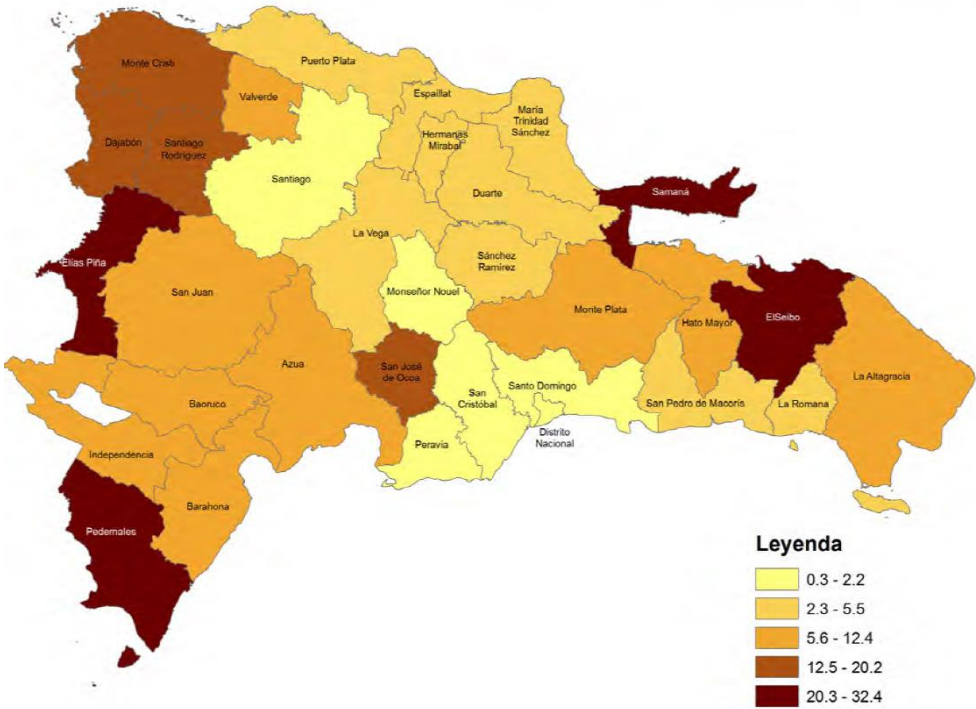 Monte Cristi
Puerto Plata
Valverde
Espaillat
María
Trinidad
Sánchez
Hermanas
Mirabal
Dajabón
Santiago
Rodríguez
Santiago
Duarte
Samaná
La Vega
Elías Piña
Sánchez
Ramírez
San Juan
Monseñor Nouel
Monte Plata
ElSeibo
Hato Mayor
Azua
San José
de Ocoa
La Altagracia
Santo Domingo
San
Cristóbal
Baoruco
San Pedro de Macorís
La Romana
Distrito
Nacional
Peravia
Independencia
Barahona
Pedernales
Leyenda
0.3 - 2.2
2.3 - 5.5
5.6 - 12.4
12.5 - 20.2
20.3 - 32.4